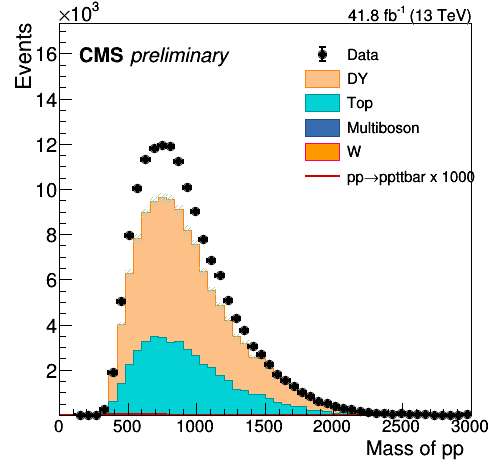 ×10³
41.8 fb⁻¹ (13 TeV)
Events
CMS preliminary
Data
DY
Top
Multiboson
W
pp→ppttbar x 1000
16
14
12
10
8
6
4
2
0 500 1000 1500 2000 2500 3000
Mass of pp